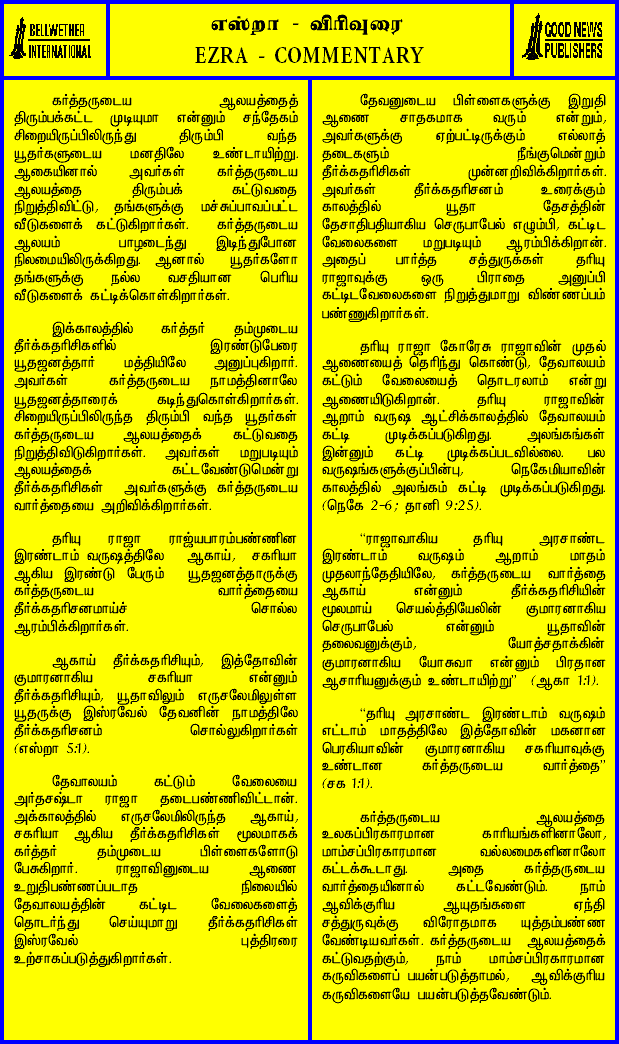 BELLWETHER
INTERNATIONAL
எஸ்றா - விரிவுரை
EZRA - COMMENTARY
GOOD NEWS
PUBLISHERS
கர்த்தருடைய ஆலயத்தைத்
திரும்பக்கட்ட முடியுமா என்னும் சந்தேகம்
சிறையிருப்பிலிருந்து திரும்பி வந்த
யூதர்களுடைய மனதிலே உண்டாயிற்று.
ஆகையினால் அவர்கள் கர்த்தருடைய
ஆலயத்தை திரும்பக் கட்டுவதை
நிறுத்திவிட்டு, தங்களுக்கு மச்சுப்பாவப்பட்ட
வீடுகளைக் கட்டுகிறார்கள். கர்த்தருடைய
ஆலயம் பாழடைந்து இடிந்துபோன
நிலமையிலிருக்கிறது. ஆனால் யூதர்களோ
தங்களுக்கு நல்ல வசதியான பெரிய
வீடுகளைக் கட்டிக்கொள்கிறார்கள்.
இக்காலத்தில் கர்த்தர் தம்முடைய
தீர்க்கதரிசிகளில் இரண்டுபேரை
யூதஜனத்தார் மத்தியிலே அனுப்புகிறார்.
அவர்கள் கர்த்தருடைய நாமத்தினாலே
யூதஜனத்தாரைக் கடிந்துகொள்கிறார்கள்.
சிறையிருப்பிலிருந்த திரும்பி வந்த யூதர்கள்
கர்த்தருடைய ஆலயத்தைக் கட்டுவதை
நிறுத்திவிடுகிறார்கள். அவர்கள் மறுபடியும்
ஆலயத்தைக் கட்டவேண்டுமென்று
தீர்க்கதரிசிகள் அவர்களுக்கு கர்த்தருடைய
வார்த்தையை அறிவிக்கிறார்கள்.
தரியு ராஜா ராஜ்யபாரம்பண்ணின
இரண்டாம் வருஷத்திலே ஆகாய், சகரியா
ஆகிய இரண்டு பேரும் யூதஜனத்தாருக்கு
கர்த்தருடைய வார்த்தையை
தீர்க்கதரிசனமாய்ச் சொல்ல
ஆரம்பிக்கிறார்கள்.
ஆகாய் தீர்க்கதரிசியும், இத்தோவின்
குமாரனாகிய சகரியா என்னும்
தீர்க்கதரிசியும், யூதாவிலும் எருசலேமிலுள்ள
யூதருக்கு இஸ்ரவேல் தேவனின் நாமத்திலே
தீர்க்கதரிசனம் சொல்லுகிறார்கள்
(எஸ்றா 5:1).
தேவாலயம் கட்டும் வேலையை
அர்தசஷ்டா ராஜா தடைபண்ணிவிட்டான்.
அக்காலத்தில் எருசலேமிலிருந்த ஆகாய்,
சகரியா ஆகிய தீர்க்கதரிசிகள் மூலமாகக்
கர்த்தர் தம்முடைய பிள்ளைகளோடு
பேசுகிறார். ராஜாவினுடைய ஆணை
உறுதிபண்ணப்படாத நிலையில்
தேவாலயத்தின் கட்டிட வேலைகளைத்
தொடர்ந்து செய்யுமாறு தீர்க்கதரிசிகள்
இஸ்ரவேல் புத்திரரை
உற்சாகப்படுத்துகிறார்கள்.
தேவனுடைய பிள்ளைகளுக்கு இறுதி
ஆணை சாதகமாக வரும் என்றும்,
அவர்களுக்கு ஏற்பட்டிருக்கும் எல்லாத்
தடைகளும் நீங்குமென்றும்
தீர்க்கதரிசிகள் முன்னறிவிக்கிறார்கள்.
அவர்கள் தீர்க்கதரிசனம் உரைக்கும்
காலத்தில் யூதா தேசத்தின்
தேசாதிபதியாகிய செருபாபேல் எழும்பி, கட்டிட
வேலைகளை மறுபடியும் ஆரம்பிக்கிறான்.
அதைப் பார்த்த சத்துருக்கள் தரியு
ராஜாவுக்கு ஒரு பிராதை அனுப்பி
கட்டிடவேலைகளை நிறுத்துமாறு விண்ணப்பம்
பண்ணுகிறார்கள்.
தரியு ராஜா கோரேசு ராஜாவின் முதல்
ஆணையைத் தெரிந்து கொண்டு, தேவாலயம்
கட்டும் வேலையைத் தொடரலாம் என்று
ஆணையிடுகிறான். தரியு ராஜாவின்
ஆறாம் வருஷ ஆட்சிக்காலத்தில் தேவாலயம்
கட்டி முடிக்கப்படுகிறது. அலங்கங்கள்
இன்னும் கட்டி முடிக்கப்படவில்லை. பல
வருஷங்களுக்குப்பின்பு, நெகேமியாவின்
காலத்தில் அலங்கம் கட்டி முடிக்கப்படுகிறது.
(நெகே 2-6; தானி 9:25).
"ராஜாவாகிய தரியு அரசாண்ட
இரண்டாம் வருஷம் ஆறாம் மாதம்
முதலாந்தேதியிலே, கர்த்தருடைய வார்த்தை
ஆகாய் என்னும் தீர்க்கதரிசியின்
மூலமாய் செயல்த்தியேலின் குமாரனாகிய
செருபாபேல் என்னும் யூதாவின்
தலைவனுக்கும், யோத்சதாக்கின்
குமாரனாகிய யோசுவா என்னும் பிரதான
ஆசாரியனுக்கும் உண்டாயிற்று" (ஆகா 1:1).
"தரியு அரசாண்ட இரண்டாம் வருஷம்
எட்டாம் மாதத்திலே இத்தோவின் மகனான
பெரகியாவின் குமாரனாகிய சகரியாவுக்கு
உண்டான கர்த்தருடைய வார்த்தை"
(சக 1:1).
கர்த்தருடைய ஆலயத்தை
உலகப்பிரகாரமான காரியங்களினாலோ,
மாம்சப்பிரகாரமான வல்லமைகளினாலோ
கட்டக்கூடாது. அதை கர்த்தருடைய
வார்த்தையினால் கட்டவேண்டும். நாம்
ஆவிக்குரிய ஆயுதங்களை ஏந்தி
சத்துருவுக்கு விரோதமாக யுத்தம்பண்ண
வேண்டியவர்கள். கர்த்தருடைய ஆலயத்தைக்
கட்டுவதற்கும், நாம் மாம்சப்பிரகாரமான
கருவிகளைப் பயன்படுத்தாமல், ஆவிக்குரிய
கருவிகளையே பயன்படுத்தவேண்டும்.